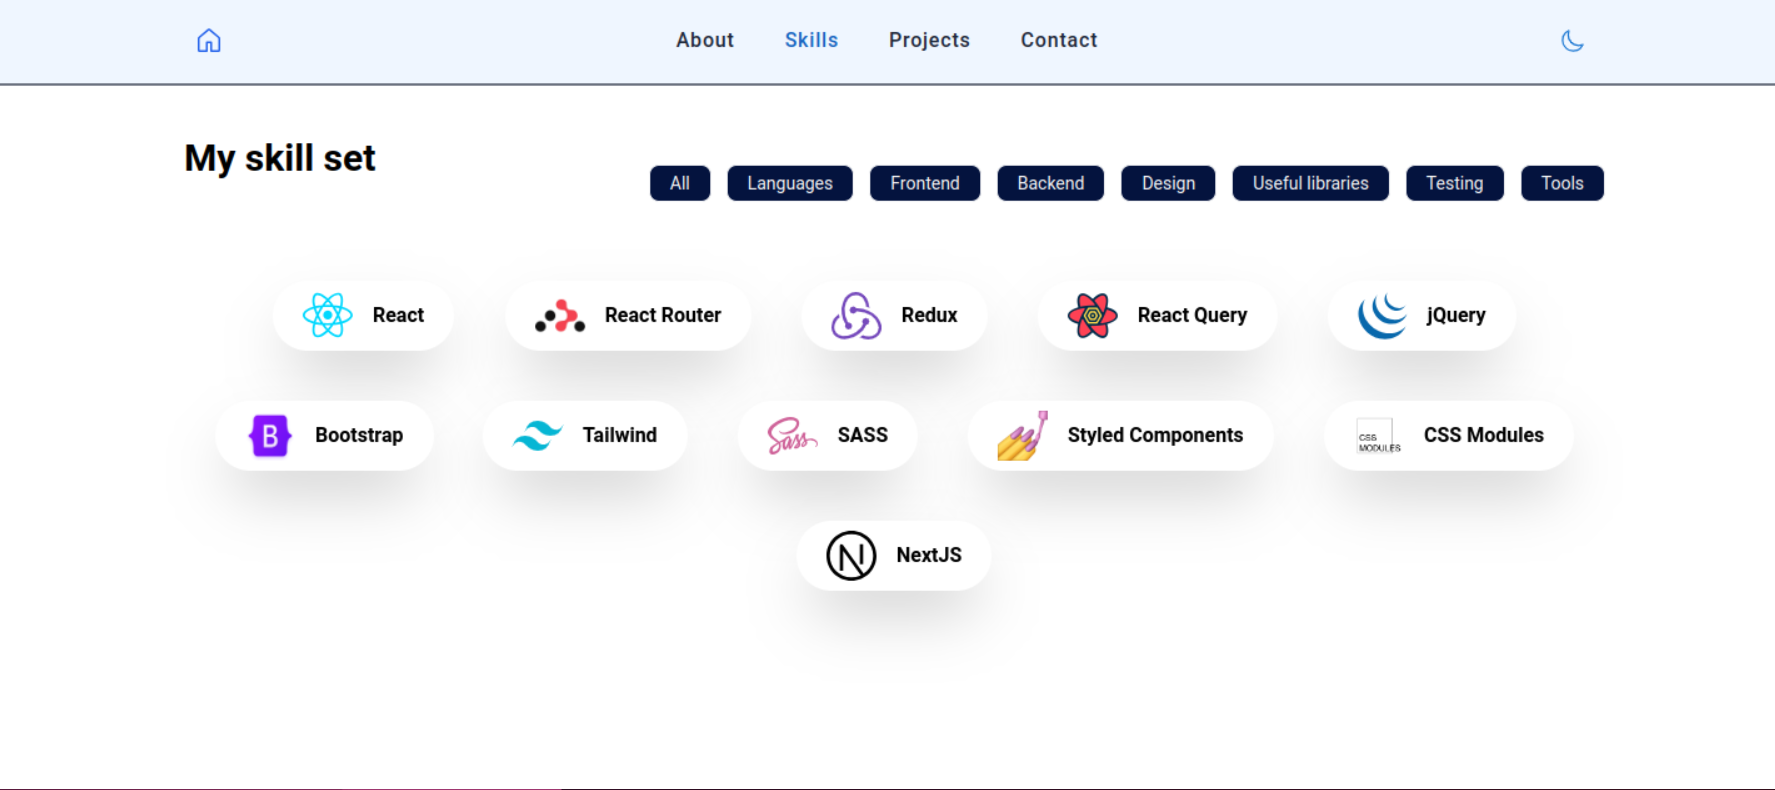 About Skills Projects Contact
My skill set
All Languages Frontend Backend Design Useful libraries Testing Tools
React React Router Redux React Query jQuery
B Bootstrap Tailwind Sass SASS Styled Components CSS MODULES CSS Modules
N NextJS